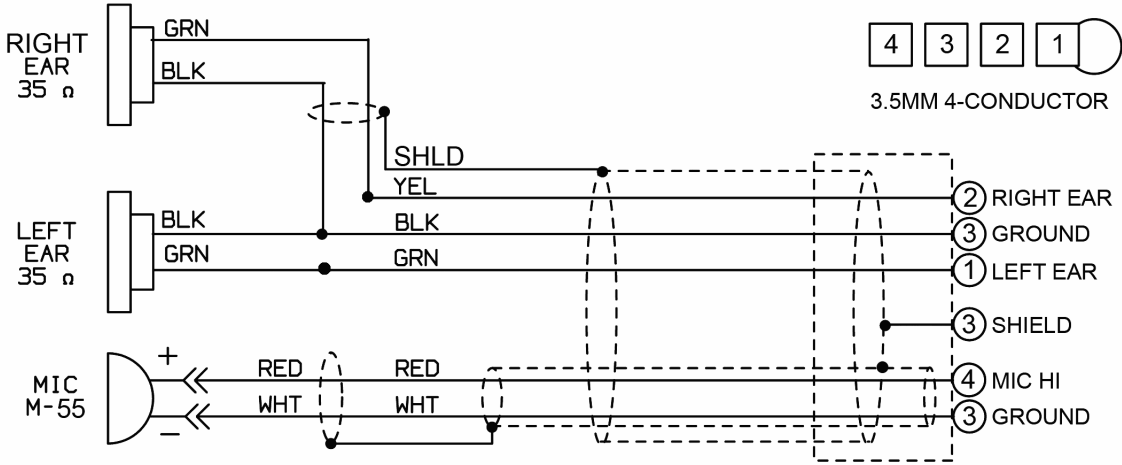 RIGHT
EAR
35 Ω
GRN
BLK
4 3 2 1
3.5MM 4-CONDUCTOR
SHLD
YEL
2 RIGHT EAR
LEFT
EAR
35 Ω
BLK
BLK
3 GROUND
GRN
GRN
1 LEFT EAR
3 SHIELD
MIC
M-55
+
RED
RED
4 MIC HI
−
WHT
WHT
3 GROUND